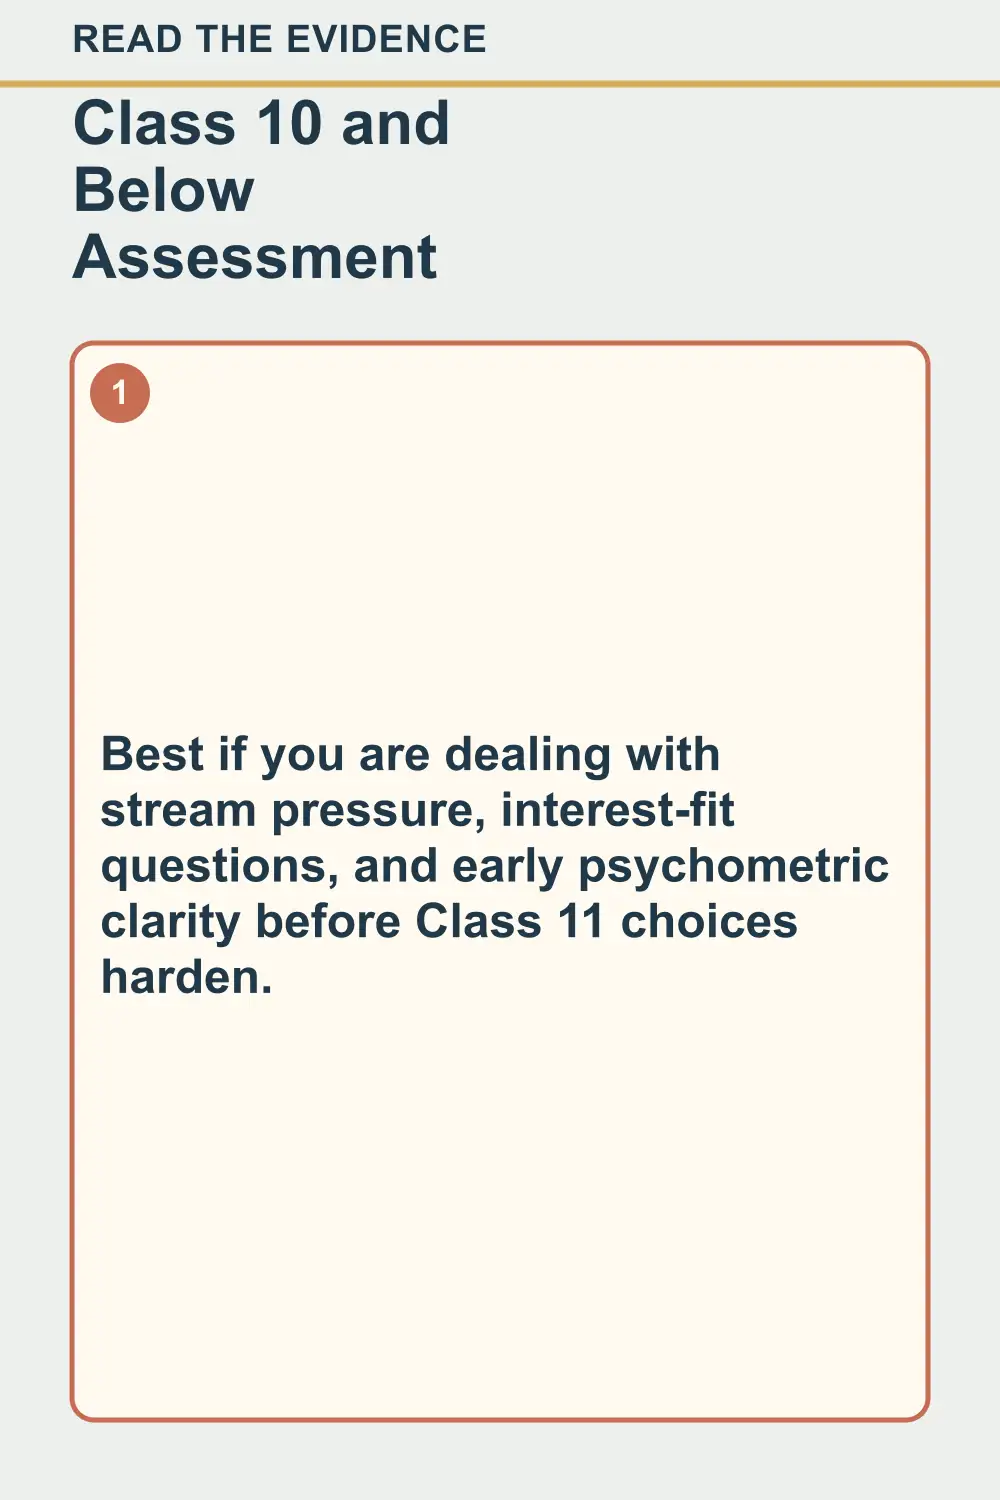 READ THE EVIDENCE
Class 10 and
Below
Assessment
1
Best if you are dealing with
stream pressure, interest-fit
questions, and early psychometric
clarity before Class 11 choices
harden.